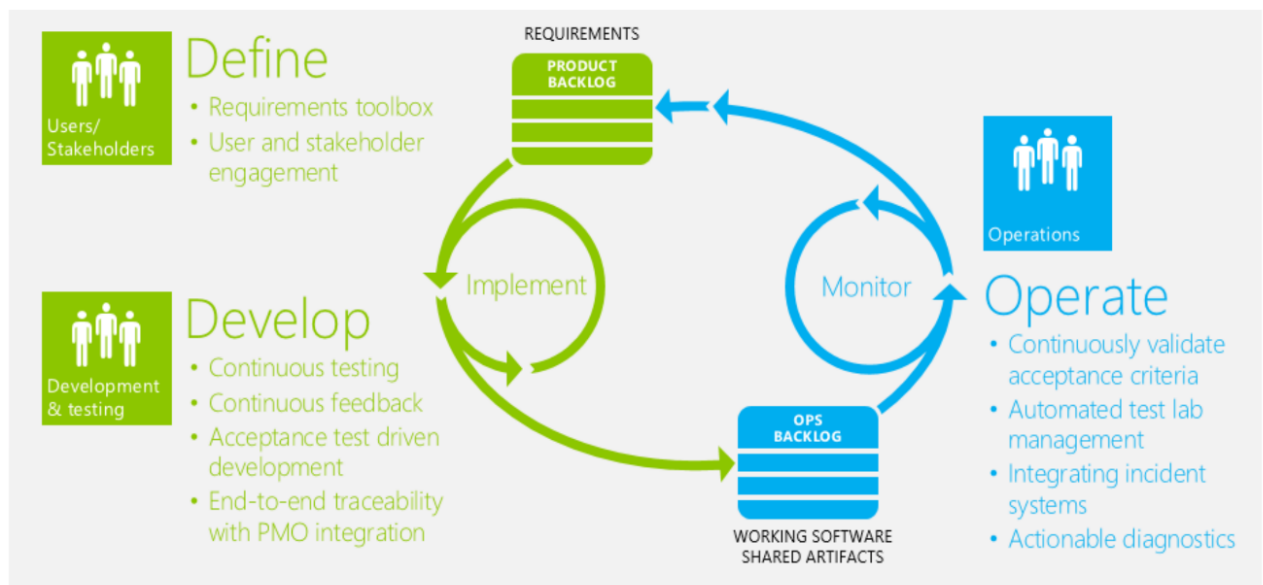 Users/
Stakeholders
Define
• Requirements toolbox
• User and stakeholder
engagement
REQUIREMENTS
PRODUCT
BACKLOG
Implement
Development
& testing
Develop
• Continuous testing
• Continuous feedback
• Acceptance test driven
development
• End-to-end traceability
with PMO integration
Monitor
OPS
BACKLOG
WORKING SOFTWARE
SHARED ARTIFACTS
Operations
Operate
• Continuously validate
acceptance criteria
• Automated test lab
management
• Integrating incident
systems
• Actionable diagnostics